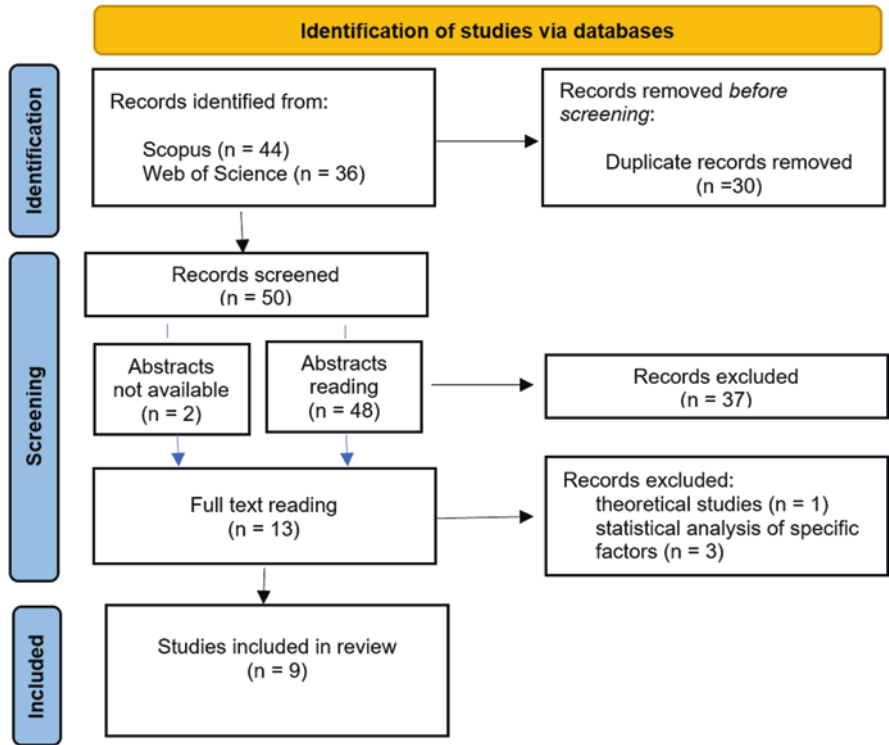 Identification of studies via databases
Identification
Records identified from:
Scopus (n = 44)
Web of Science (n = 36)
Records removed before
screening:
Duplicate records removed
(n =30)
Screening
Records screened
(n = 50)
Abstracts
not available
(n = 2)
Abstracts
reading
(n = 48)
Records excluded
(n = 37)
Full text reading
(n = 13)
Records excluded:
theoretical studies (n = 1)
statistical analysis of specific
factors (n = 3)
Included
Studies included in review
(n = 9)